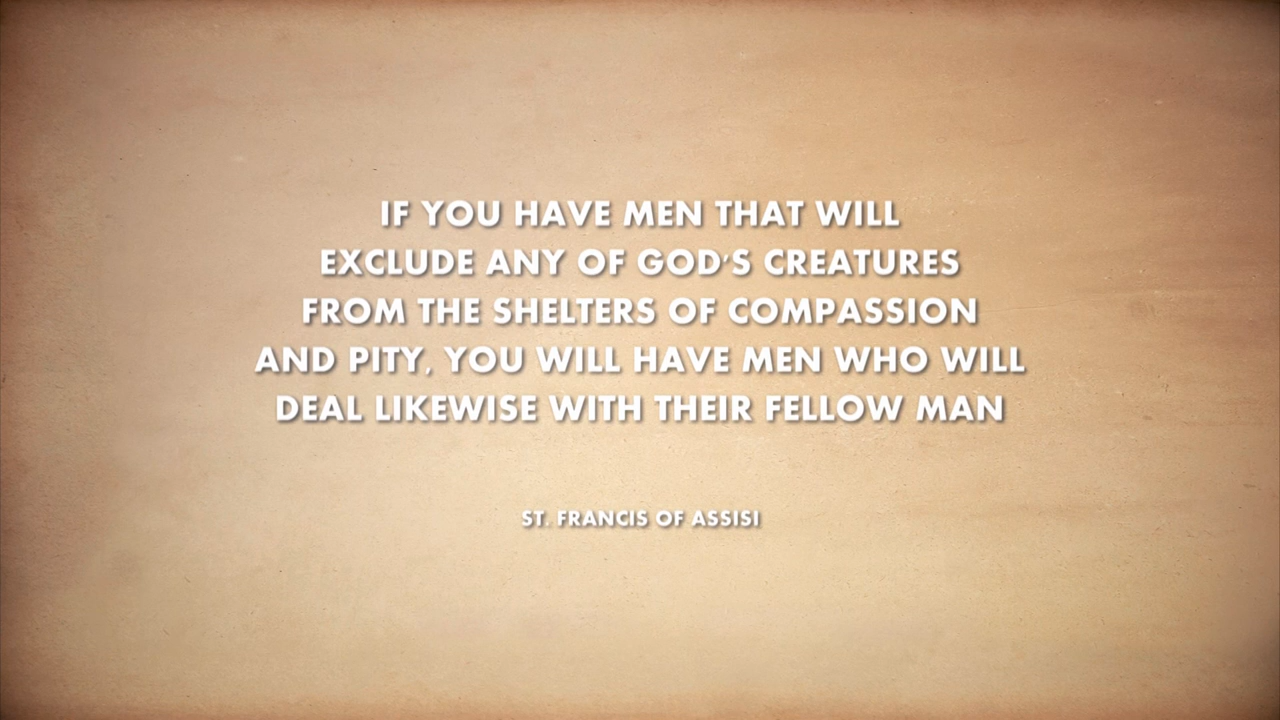 IF YOU HAVE MEN THAT WILL
EXCLUDE ANY OF GOD'S CREATURES
FROM THE SHELTERS OF COMPASSION
AND PITY, YOU WILL HAVE MEN WHO WILL
DEAL LIKEWISE WITH THEIR FELLOW MAN
ST. FRANCIS OF ASSISI